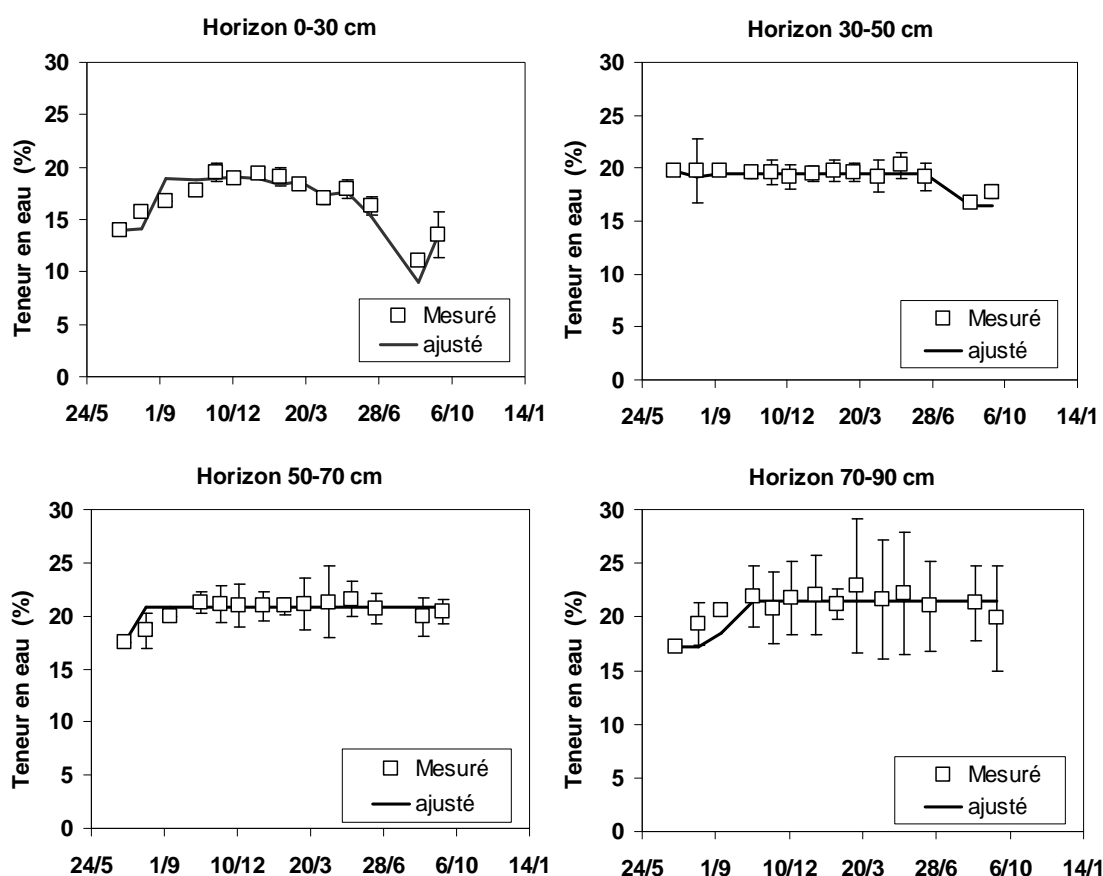 Horizon 0-30 cm
30
25
20
15
10
5
0
Teneur en eau (%)
Mesuré
ajusté
24/5 1/9 10/12 20/3 28/6 6/10 14/1
Horizon 30-50 cm
30
25
20
15
10
5
0
Teneur en eau (%)
Mesuré
ajusté
24/5 1/9 10/12 20/3 28/6 6/10 14/1
Horizon 50-70 cm
30
25
20
15
10
5
0
Teneur en eau (%)
Mesuré
ajusté
24/5 1/9 10/12 20/3 28/6 6/10 14/1
Horizon 70-90 cm
30
25
20
15
10
5
0
Teneur en eau (%)
Mesuré
ajusté
24/5 1/9 10/12 20/3 28/6 6/10 14/1